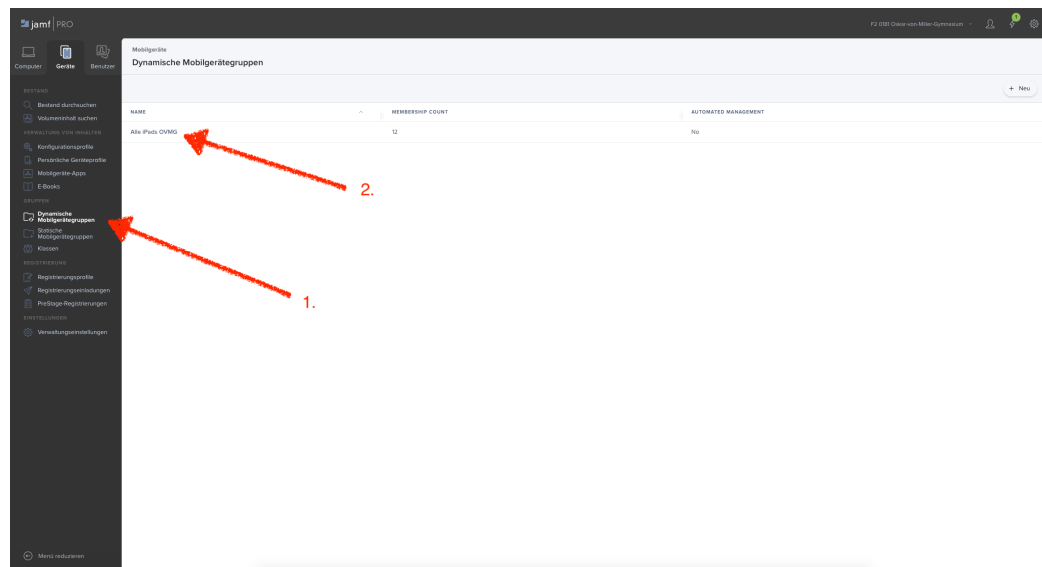 jamf PRO
P2 0181 Oskar-von-Miller-Gymnasium
1
Computer
Geräte
Benutzer
Mobilgeräte
Dynamische Mobilgerätegruppen
+ Neu
BESTAND
Bestand durchsuchen
Volumeninhalt suchen
VERWALTUNG VON INHALTEN
Konfigurationsprofile
Persönliche Geräteprofile
Mobilgeräte-Apps
E-Books
GRUPPEN
Dynamische
Mobilgerätegruppen
Statische
Mobilgerätegruppen
Klassen
REGISTRIERUNG
Registrierungsprofile
Registrierungseinladungen
PreStage-Registrierungen
EINSTELLUNGEN
Verwaltungseinstellungen
Menü reduzieren
NAME
MEMBERSHIP COUNT
AUTOMATED MANAGEMENT
Alle iPads OVMG
12
No
2.
1.